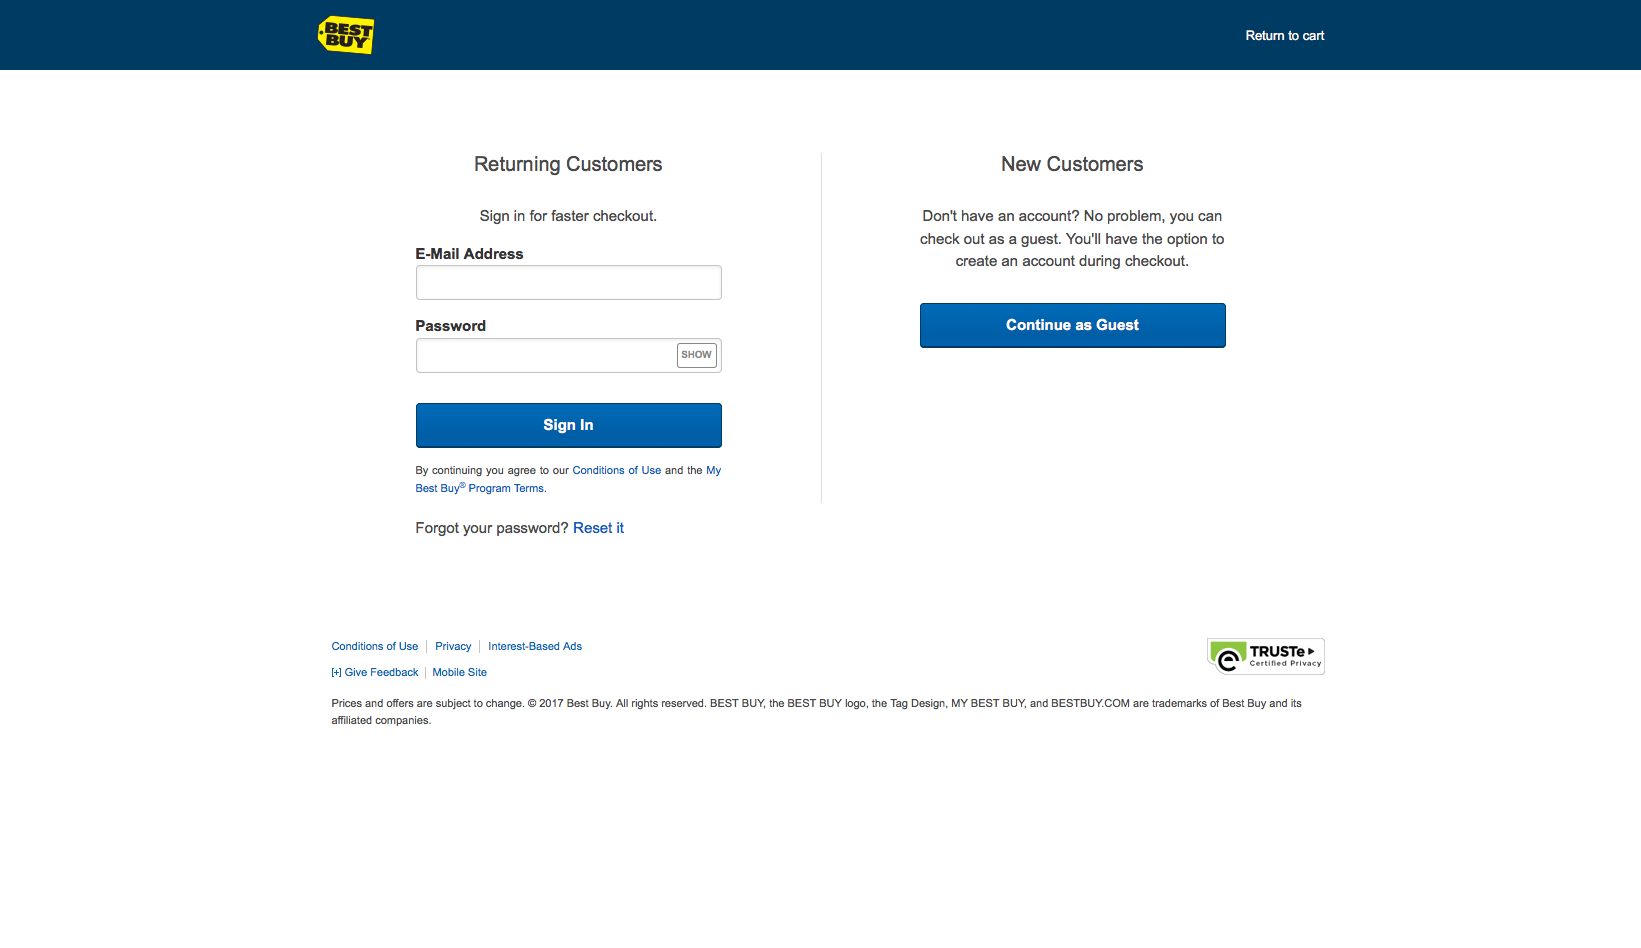 BEST
BUY
Return to cart
Returning Customers
Sign in for faster checkout.
E-Mail Address
Password
SHOW
Sign In
By continuing you agree to our Conditions of Use and the My
Best Buy® Program Terms.
Forgot your password? Reset it
New Customers
Don't have an account? No problem, you can
check out as a guest. You'll have the option to
create an account during checkout.
Continue as Guest
Conditions of Use
Privacy
Interest-Based Ads
[+] Give Feedback
Mobile Site
TRUSTe
Certified Privacy
Prices and offers are subject to change. © 2017 Best Buy. All rights reserved. BEST BUY, the BEST BUY logo, the Tag Design, MY BEST BUY, and BESTBUY.COM are trademarks of Best Buy and its
affiliated companies.